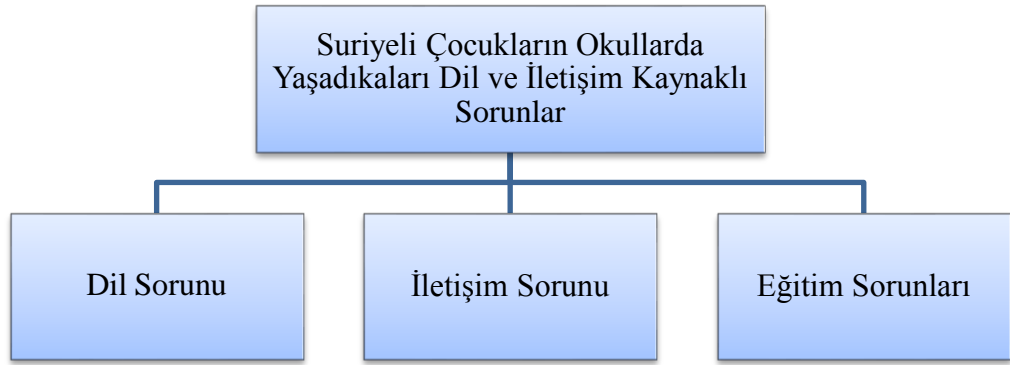 Suriyeli Çocukların Okullarda
Yaşadıkaları Dil ve İletişim Kaynaklı
Sorunlar
Dil Sorunu
İletişim Sorunu
Eğitim Sorunları